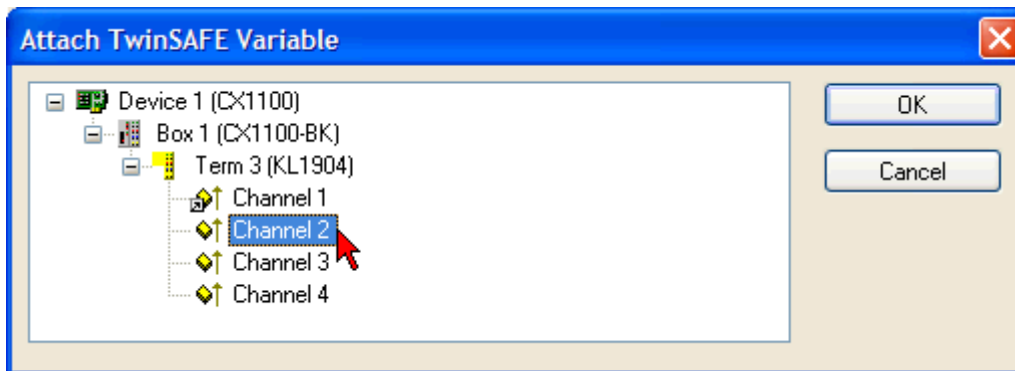 Attach TwinSAFE Variable
Device 1 (CX1100)
OK
Box 1 (CX1100-BK)
Term 3 (KL1904)
Cancel
Channel 1
Channel 2
Channel 3
Channel 4